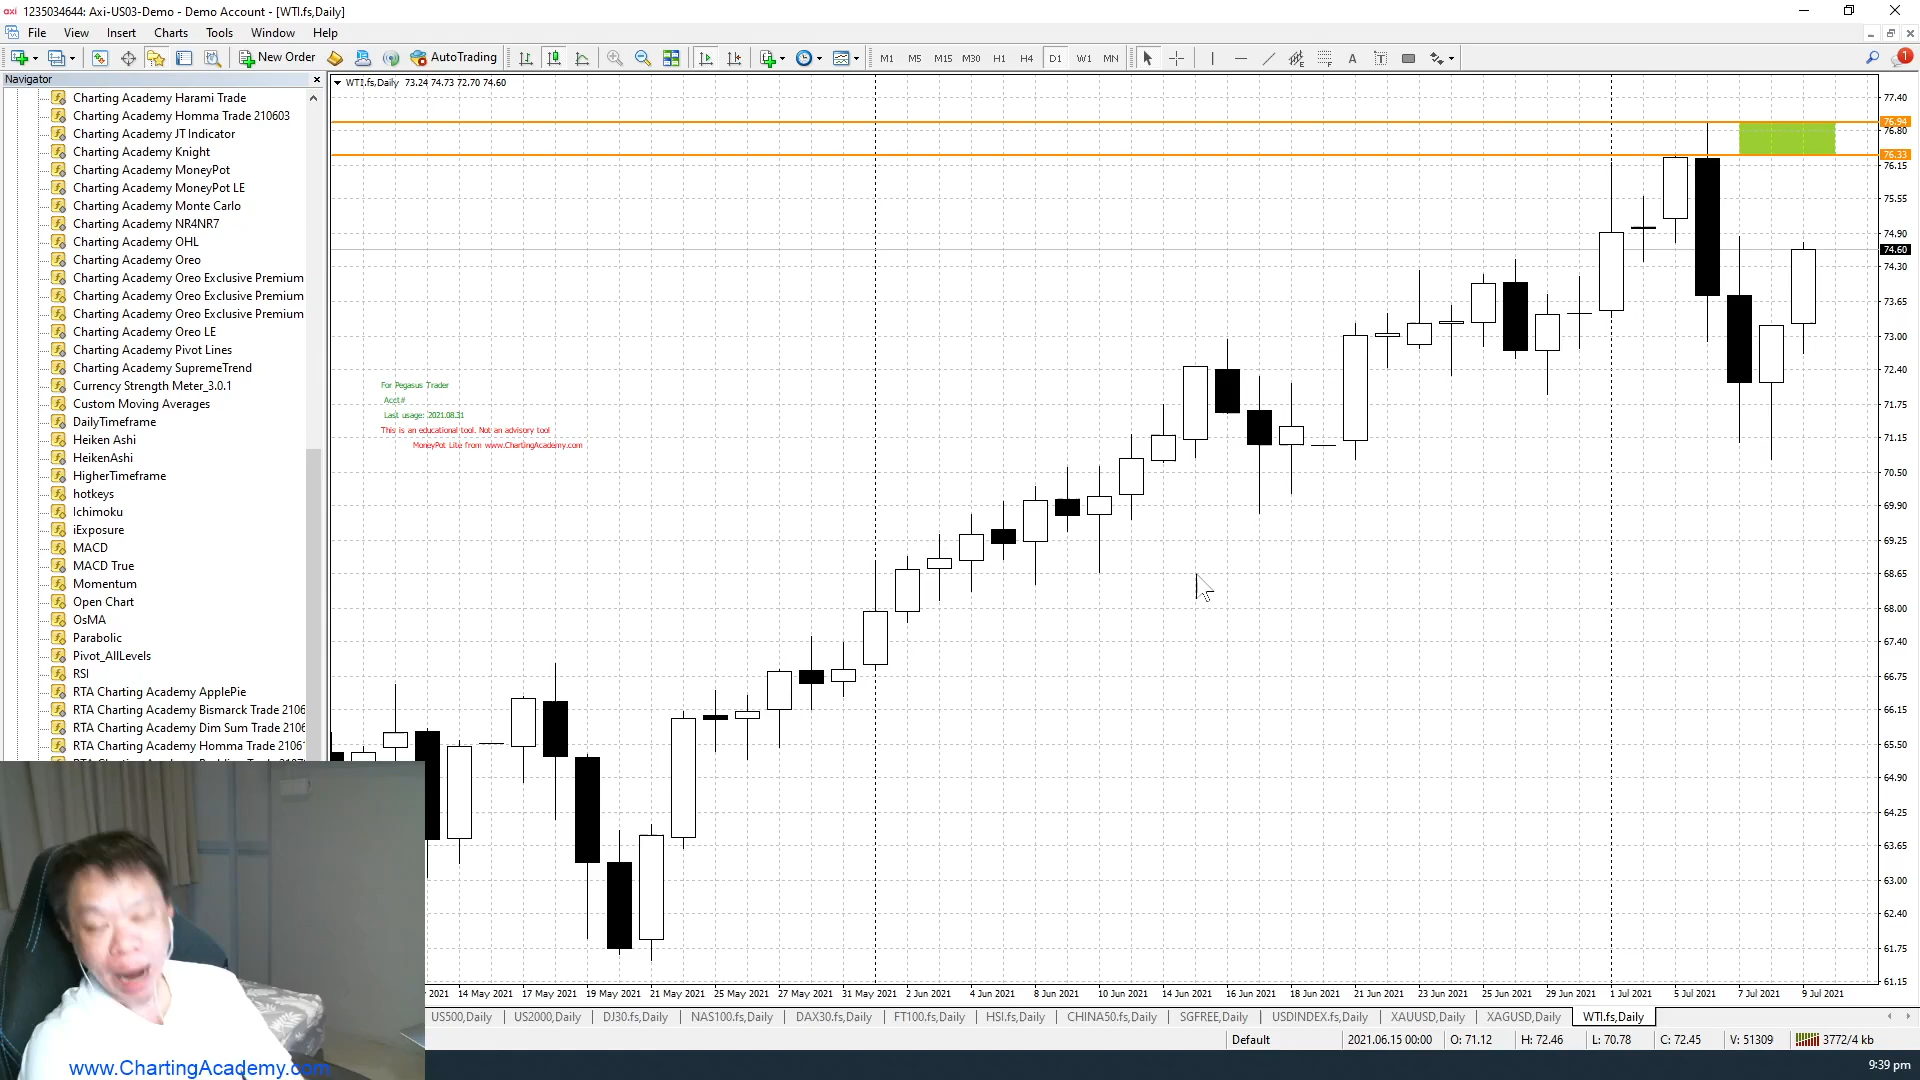 axi 1235034644: Axi-US03-Demo - Demo Account - [WTI.fs,Daily]
File View Insert Charts Tools Window Help
New Order AutoTrading M1 M5 M15 M30 H1 H4 D1 W1 MN A T 1
Navigator
Charting Academy Harami Trade
Charting Academy Homma Trade 210603
Charting Academy JT Indicator
Charting Academy Knight
Charting Academy MoneyPot
Charting Academy MoneyPot LE
Charting Academy Monte Carlo
Charting Academy NR4NR7
Charting Academy OHL
Charting Academy Oreo
Charting Academy Oreo Exclusive Premium
Charting Academy Oreo Exclusive Premium
Charting Academy Oreo Exclusive Premium
Charting Academy Oreo LE
Charting Academy Pivot Lines
Charting Academy SupremeTrend
Currency Strength Meter_3.0.1
Custom Moving Averages
DailyTimeframe
Heiken Ashi
HeikenAshi
HigherTimeframe
hotkeys
Ichimoku
iExposure
MACD
MACD True
Momentum
Open Chart
OsMA
Parabolic
Pivot_AllLevels
RSI
RTA Charting Academy ApplePie
RTA Charting Academy Bismarck Trade 2106
RTA Charting Academy Dim Sum Trade 2106
RTA Charting Academy Homma Trade 2106
WTI.fs,Daily 73.24 74.73 72.70 74.60
For Pegasus Trader
Acct#
Last usage: 2021.08.31
This is an educational tool. Not an advisory tool
MoneyPot Lite from www.ChartingAcademy.com
77.40
76.94
76.80
76.33
76.15
75.55
74.90
74.60
74.30
73.65
73.00
72.40
71.75
71.15
70.50
69.90
69.25
68.65
68.00
67.40
66.75
66.15
65.50
64.90
64.25
63.65
63.00
62.40
61.75
61.15
2021 14 May 2021 17 May 2021 19 May 2021 21 May 2021 25 May 2021 27 May 2021 31 May 2021 2 Jun 2021 4 Jun 2021 8 Jun 2021 10 Jun 2021 14 Jun 2021 16 Jun 2021 18 Jun 2021 21 Jun 2021 23 Jun 2021 25 Jun 2021 29 Jun 2021 1 Jul 2021 5 Jul 2021 7 Jul 2021 9 Jul 2021
US500,Daily US2000,Daily DJ30.fs,Daily NAS100.fs,Daily DAX30.fs,Daily FT100.fs,Daily HSI.fs,Daily CHINA50.fs,Daily SGFREE,Daily USDINDEX.fs,Daily XAUUSD,Daily XAGUSD,Daily WTI.fs,Daily
Default 2021.06.15 00:00 O: 71.12 H: 72.46 L: 70.78 C: 72.45 V: 51309 3772/4 kb
www.ChartingAcademy.com
9:39 pm